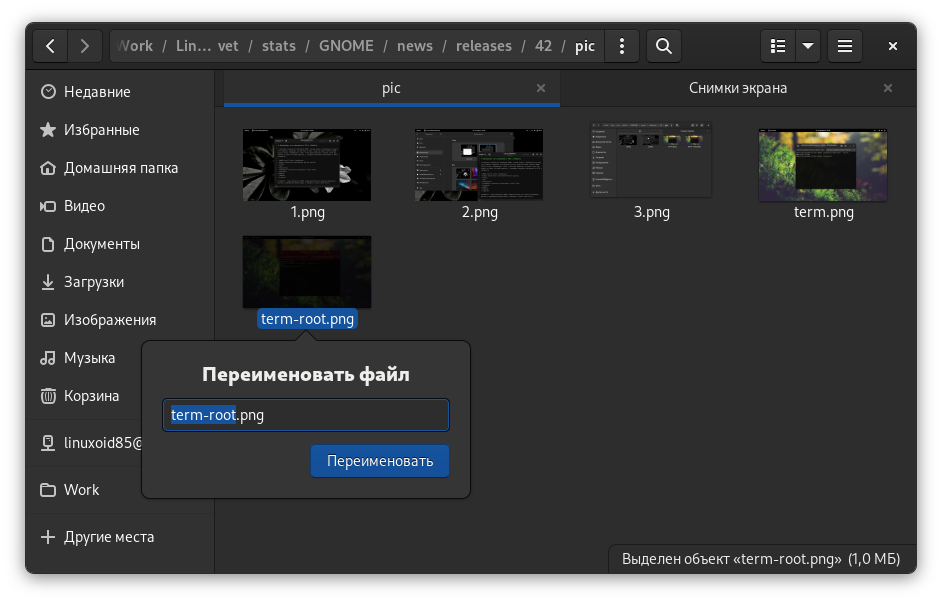 Work / Lin… vet / stats / GNOME / news / releases / 42 / pic
pic
Снимки экрана
Недавние
Избранные
Домашняя папка
Видео
Документы
Загрузки
Изображения
Музыка
Корзина
linuxoid85@
Work
Другие места
1.png
2.png
3.png
term.png
term-root.png
Переименовать файл
term-root.png
Переименовать
Выделен объект «term-root.png» (1,0 МБ)